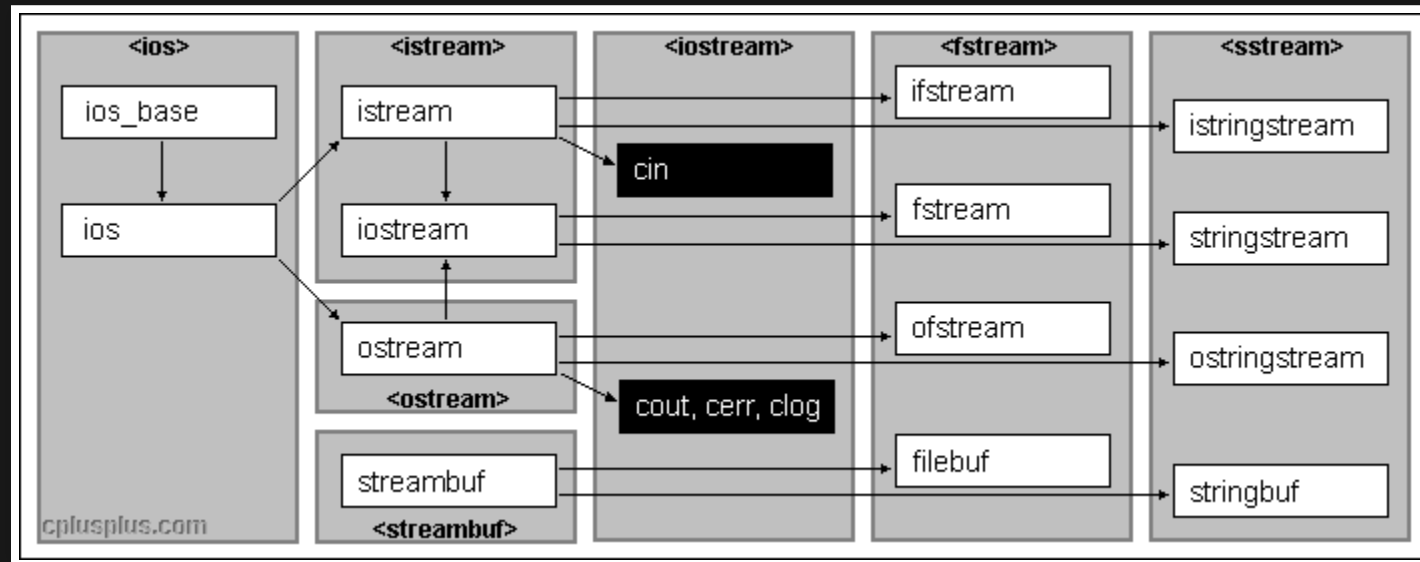 <ios>
ios_base
ios
cplusplus.com
<istream>
istream
iostream
ostream
<ostream>
streambuf
<streambuf>
<iostream>
cin
cout, cerr, clog
<fstream>
ifstream
fstream
ofstream
filebuf
<sstream>
istringstream
stringstream
ostringstream
stringbuf